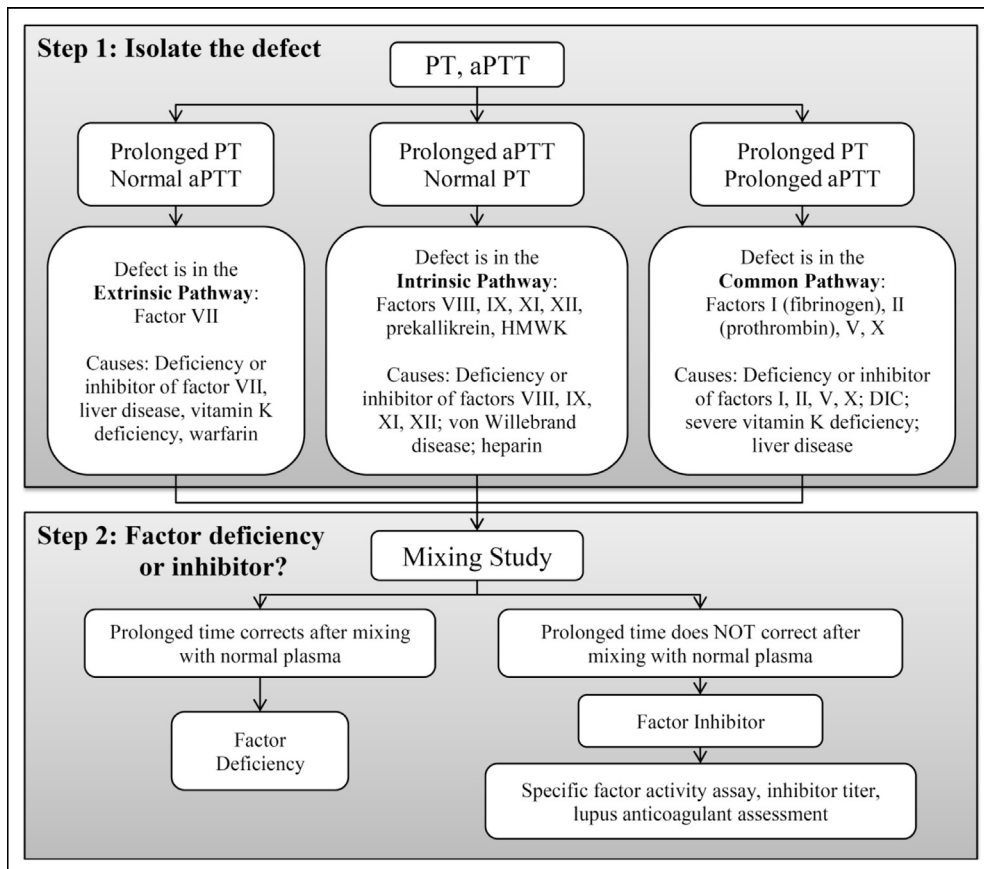 Step 1: Isolate the defect
PT, aPTT
Prolonged PT
Normal aPTT
Prolonged aPTT
Normal PT
Prolonged PT
Prolonged aPTT
Defect is in the
Extrinsic Pathway:
Factor VII
Causes: Deficiency or
inhibitor of factor VII,
liver disease, vitamin K
deficiency, warfarin
Defect is in the
Intrinsic Pathway:
Factors VIII, IX, XI, XII,
prekallikrein, HMWK
Causes: Deficiency or
inhibitor of factors VIII, IX,
XI, XII; von Willebrand
disease; heparin
Defect is in the
Common Pathway:
Factors I (fibrinogen), II
(prothrombin), V, X
Causes: Deficiency or inhibitor
of factors I, II, V, X; DIC;
severe vitamin K deficiency;
liver disease
Step 2: Factor deficiency
or inhibitor?
Mixing Study
Prolonged time corrects after mixing
with normal plasma
Prolonged time does NOT correct after
mixing with normal plasma
Factor
Deficiency
Factor Inhibitor
Specific factor activity assay, inhibitor titer,
lupus anticoagulant assessment